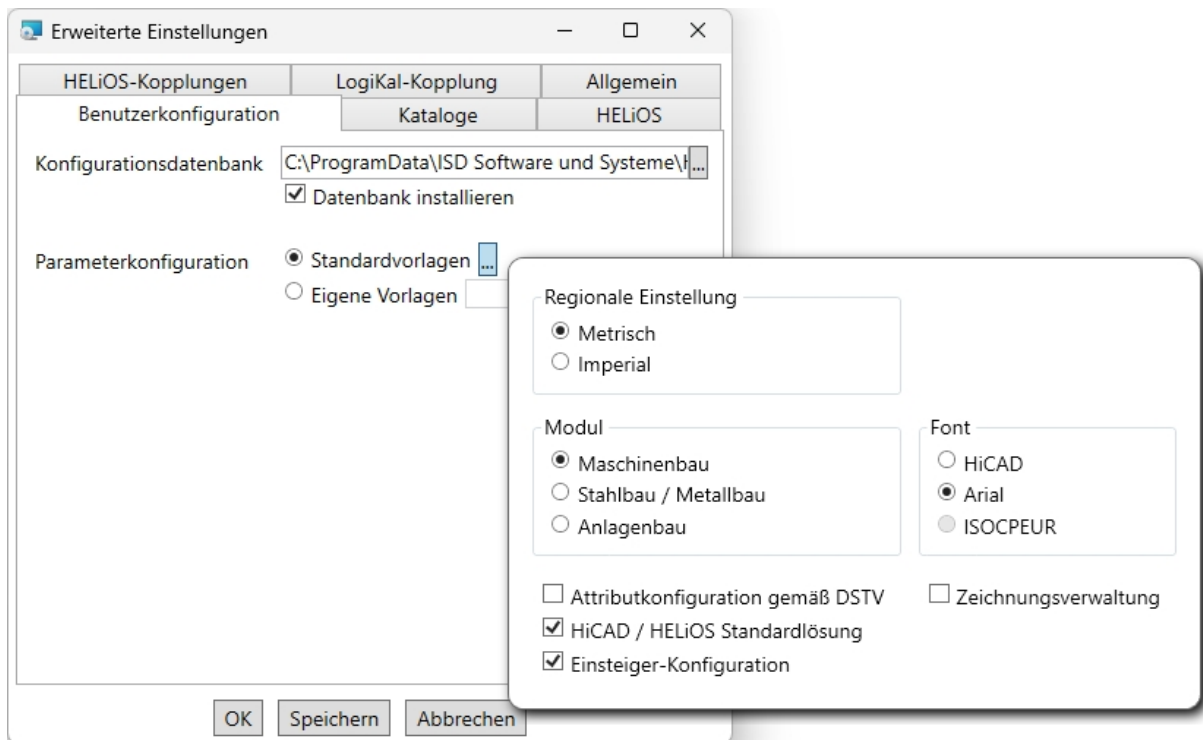 Erweiterte Einstellungen
HELiOS-Kopplungen LogiKal-Kopplung Allgemein
Benutzerkonfiguration Kataloge HELiOS
Konfigurationsdatenbank C:\ProgramData\ISD Software und Systeme\ ...
Datenbank installieren
Parameterkonfiguration Standardvorlagen ...
Eigene Vorlagen
Regionale Einstellung
Metrisch
Imperial
Modul
Maschinenbau
Stahlbau / Metallbau
Anlagenbau
Font
HiCAD
Arial
ISOCPEUR
Attributkonfiguration gemäß DSTV
Zeichnungsverwaltung
HiCAD / HELiOS Standardlösung
Einsteiger-Konfiguration
OK Speichern Abbrechen